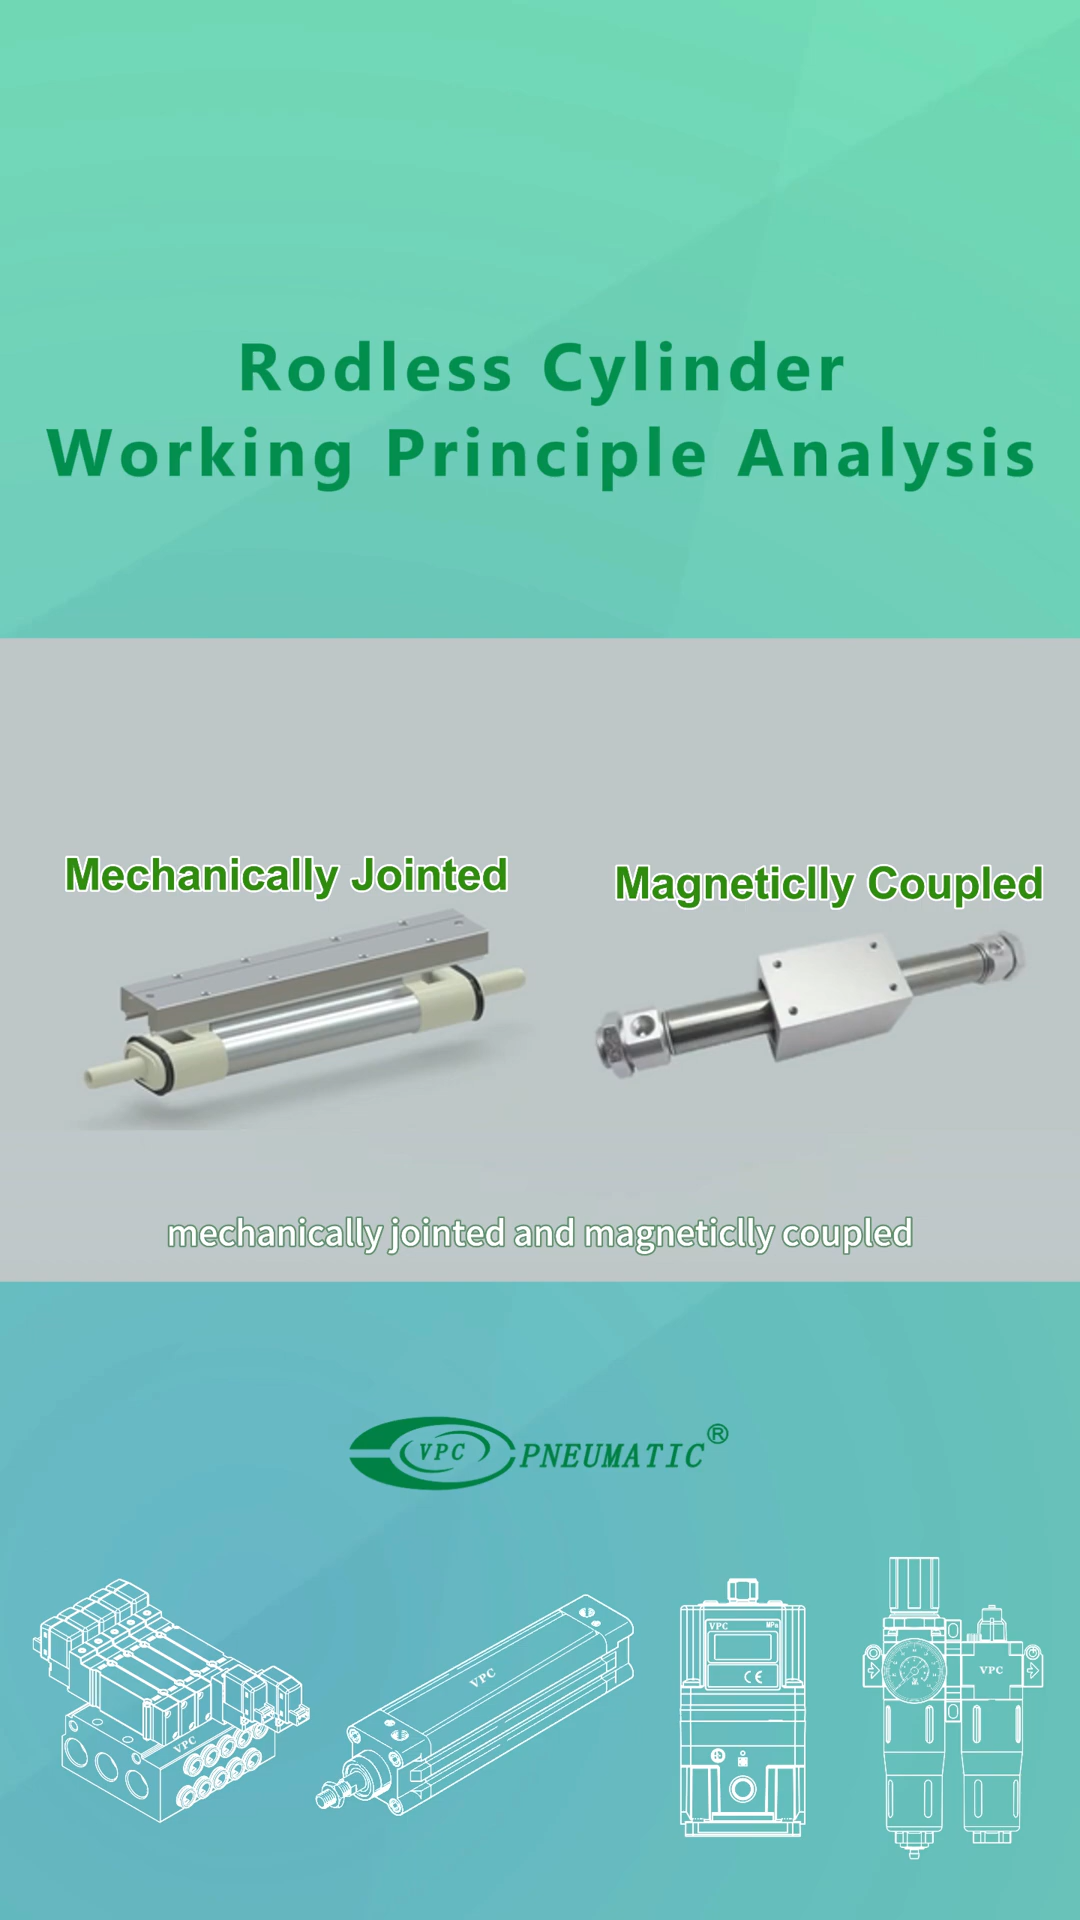 Rodless Cylinder
Working Principle Analysis
Mechanically Jointed
Magneticlly Coupled
mechanically jointed and magneticlly coupled
VPC PNEUMATIC®
VPC
VPC
VPC MPa
CE
VPC